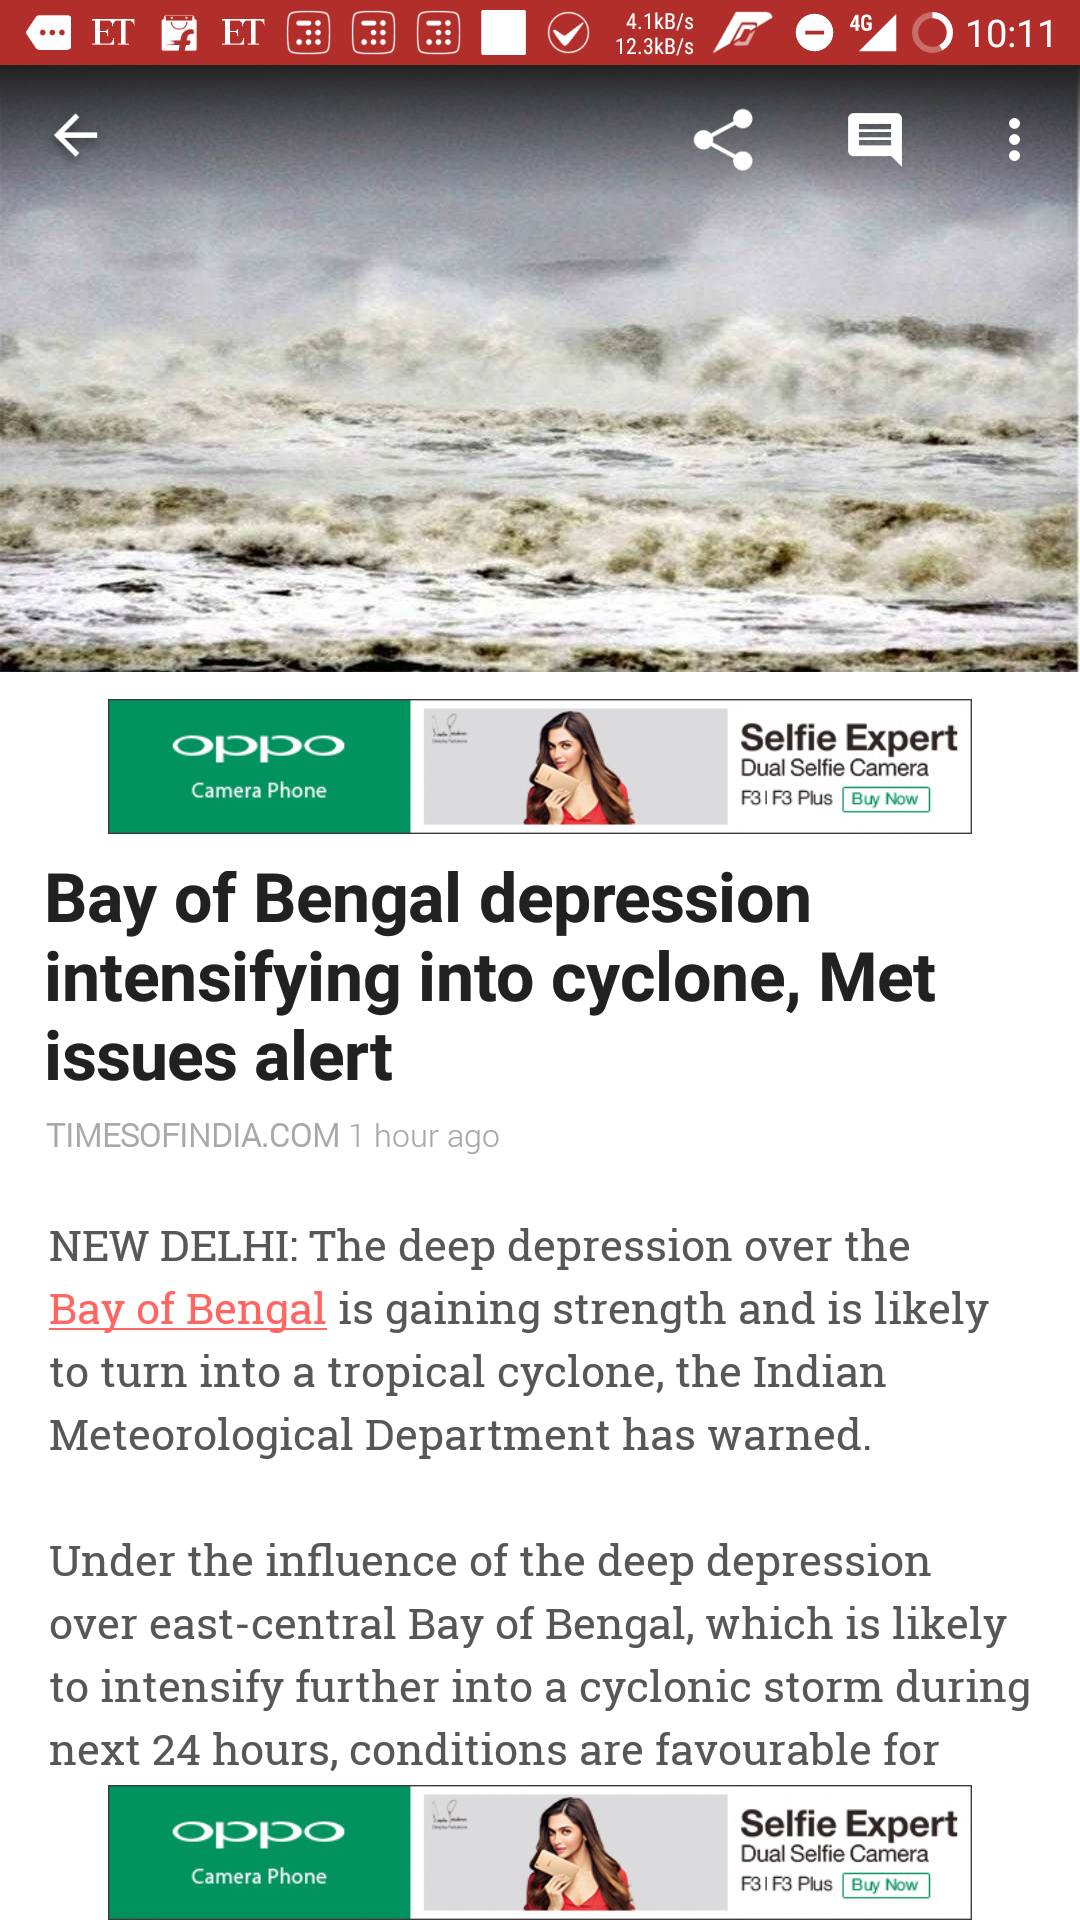 ET
ET
4.1kB/s
12.3kB/s
4G
10:11
oppo
Camera Phone
Selfie Expert
Dual Selfie Camera
F3 | F3 Plus Buy Now
Bay of Bengal depression
intensifying into cyclone, Met
issues alert
TIMESOFINDIA.COM 1 hour ago
NEW DELHI: The deep depression over the
Bay of Bengal is gaining strength and is likely
to turn into a tropical cyclone, the Indian
Meteorological Department has warned.
Under the influence of the deep depression
over east-central Bay of Bengal, which is likely
to intensify further into a cyclonic storm during
next 24 hours, conditions are favourable for
oppo
Camera Phone
Selfie Expert
Dual Selfie Camera
F3 | F3 Plus Buy Now